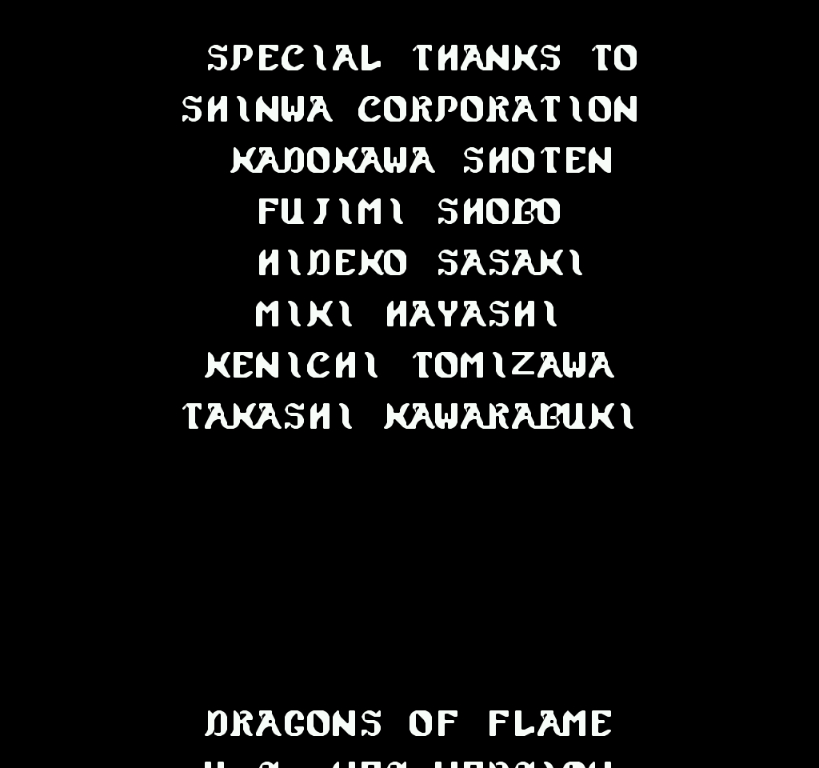 SPECIAL THANKS TO
SHINWA CORPORATION
KADOKAWA SHOTEN
FUJIMI SHOBO
HIDEKO SASAKI
MIKI HAYASHI
KENICHI TOMIZAWA
TAKASHI KAWARABUKI
DRAGONS OF FLAME